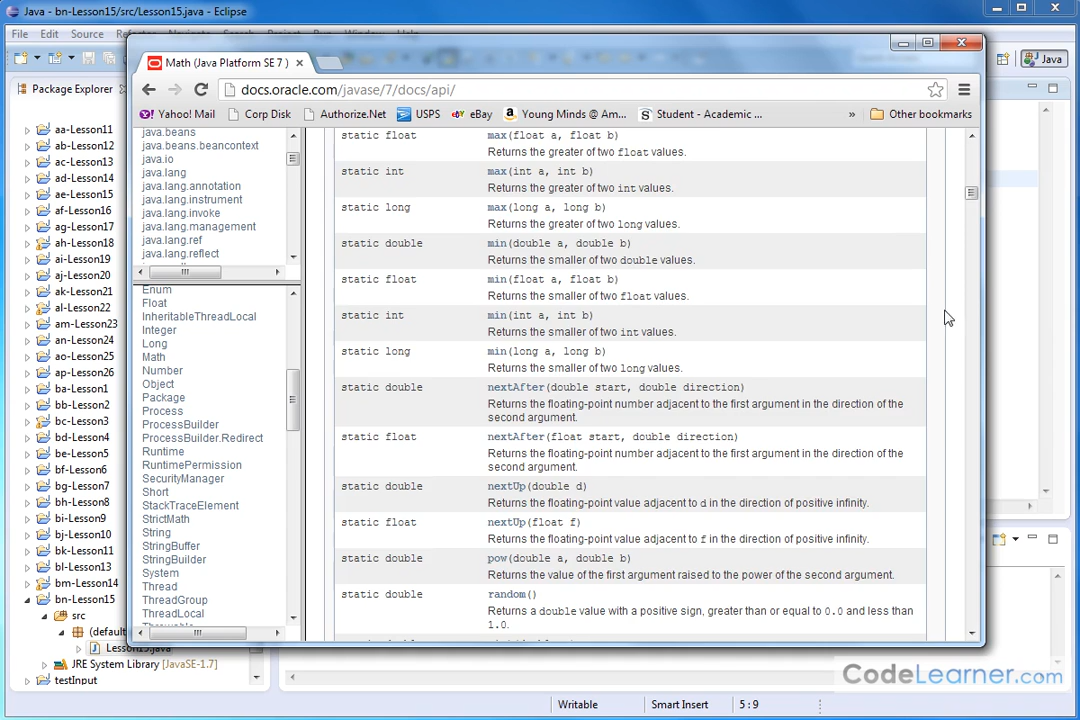 Java - bn-Lesson15/src/Lesson15.java - Eclipse
File Edit Source
Math (Java Platform SE 7 )
Java
docs.oracle.com/javase/7/docs/api/
Yahoo! Mail Corp Disk Authorize.Net USPS eBay Young Minds @ Am... Student - Academic ... » Other bookmarks
Package Explorer
aa-Lesson11
ab-Lesson12
ac-Lesson13
ad-Lesson14
ae-Lesson15
af-Lesson16
ag-Lesson17
ah-Lesson18
ai-Lesson19
aj-Lesson20
ak-Lesson21
al-Lesson22
am-Lesson23
an-Lesson24
ao-Lesson25
ap-Lesson26
ba-Lesson1
bb-Lesson2
bc-Lesson3
bd-Lesson4
be-Lesson5
bf-Lesson6
bg-Lesson7
bh-Lesson8
bi-Lesson9
bj-Lesson10
bk-Lesson11
bl-Lesson13
bm-Lesson14
bn-Lesson15
src
(default
Lesson15.java
JRE System Library [JavaSE-1.7]
testInput
java.beans
java.beans.beancontext
java.io
java.lang
java.lang.annotation
java.lang.instrument
java.lang.invoke
java.lang.management
java.lang.ref
java.lang.reflect
Enum
Float
InheritableThreadLocal
Integer
Long
Math
Number
Object
Package
Process
ProcessBuilder
ProcessBuilder.Redirect
Runtime
RuntimePermission
SecurityManager
Short
StackTraceElement
StrictMath
String
StringBuffer
StringBuilder
System
Thread
ThreadGroup
ThreadLocal
static float max(float a, float b)
Returns the greater of two float values.
static int max(int a, int b)
Returns the greater of two int values.
static long max(long a, long b)
Returns the greater of two long values.
static double min(double a, double b)
Returns the smaller of two double values.
static float min(float a, float b)
Returns the smaller of two float values.
static int min(int a, int b)
Returns the smaller of two int values.
static long min(long a, long b)
Returns the smaller of two long values.
static double nextAfter(double start, double direction)
Returns the floating-point number adjacent to the first argument in the direction of the
second argument.
static float nextAfter(float start, double direction)
Returns the floating-point number adjacent to the first argument in the direction of the
second argument.
static double nextUp(double d)
Returns the floating-point value adjacent to d in the direction of positive infinity.
static float nextUp(float f)
Returns the floating-point value adjacent to f in the direction of positive infinity.
static double pow(double a, double b)
Returns the value of the first argument raised to the power of the second argument.
static double random()
Returns a double value with a positive sign, greater than or equal to 0.0 and less than
1.0.
CodeLearner.com
Writable Smart Insert 5 : 9